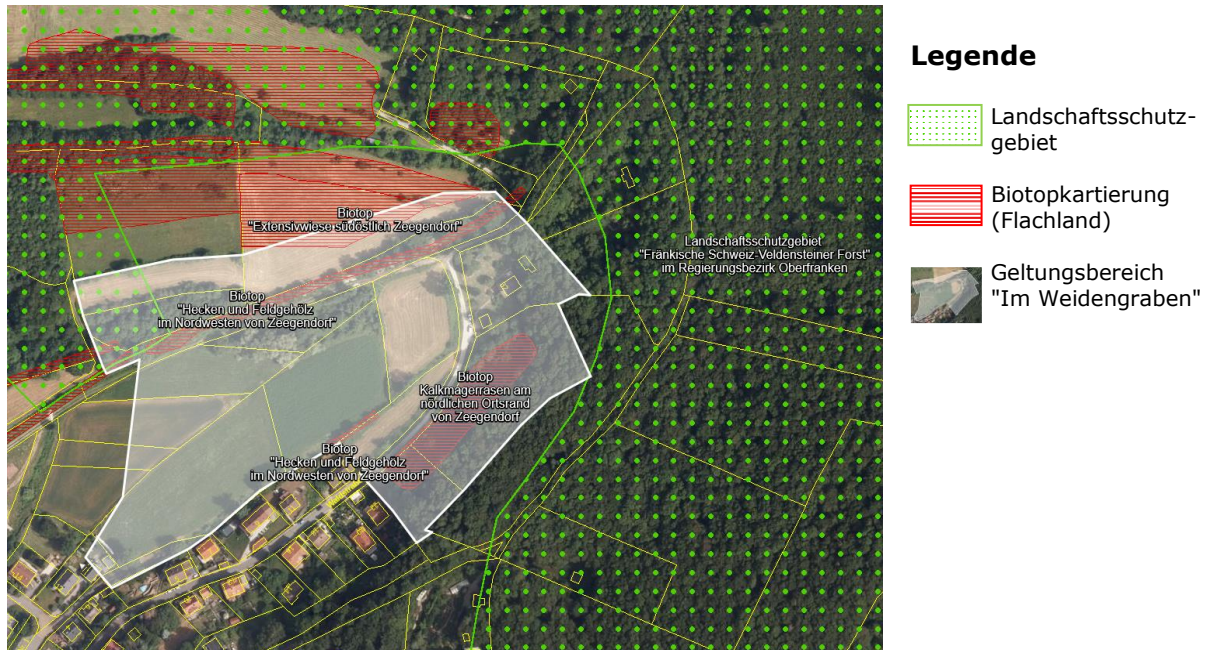 Legende
Landschaftsschutz-
gebiet
Biotopkartierung
(Flachland)
Geltungsbereich
"Im Weidengraben"
Biotop
"Extensivwiese südöstlich Zeegendorf"
Landschaftsschutzgebiet
"Fränkische Schweiz-Veldensteiner Forst"
im Regierungsbezirk Oberfranken
Biotop
"Hecken und Feldgehölz
im Nordwesten von Zeegendorf"
Biotop
Kalkmagerrasen am
nördlichen Ortsrand
von Zeegendorf
Biotop
"Hecken und Feldgehölz
im Nordwesten von Zeegendorf"